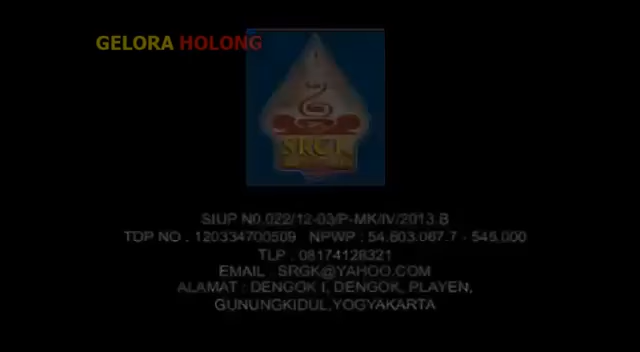 GELORA HOLONG
SRGK
SIUP N0.022/12-03/P-MK/IV/2013.B
TDP NO . 120334700509 NPWP : 54.603.067.7 - 545.000
TLP . 08174128321
EMAIL . SRGK@YAHOO.COM
ALAMAT : DENGOK I, DENGOK, PLAYEN,
GUNUNGKIDUL,YOGYAKARTA